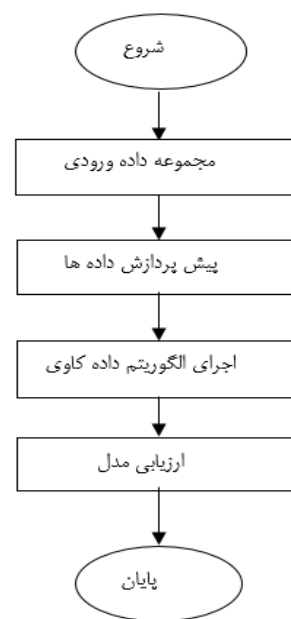 شروع
مجموعه داده ورودی
پیش پردازش داده ها
اجرای الگوریتم داده کاوی
ارزیابی مدل
پایان